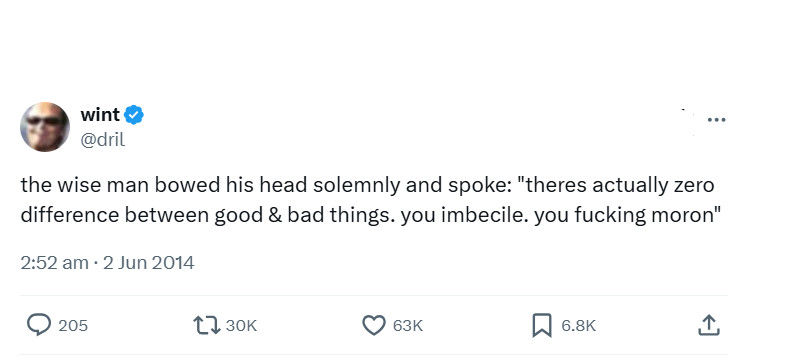 wint
@dril
the wise man bowed his head solemnly and spoke: "theres actually zero
difference between good & bad things. you imbecile. you fucking moron"
2:52 am · 2 Jun 2014
205 30K 63K 6.8K